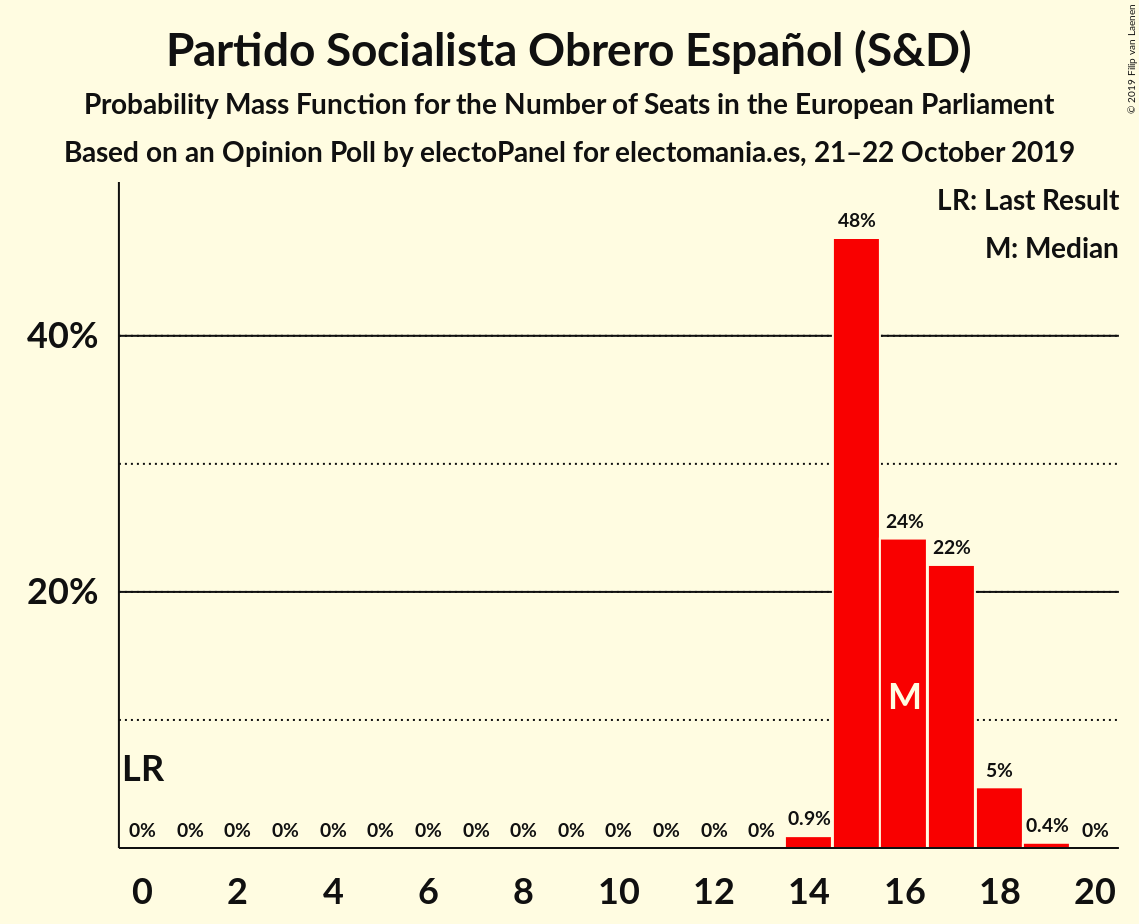 Partido Socialista Obrero Español (S&D)
Probability Mass Function for the Number of Seats in the European Parliament
Based on an Opinion Poll by electoPanel for electomania.es, 21–22 October 2019
© 2019 Filip van Laenen
LR: Last Result
M: Median
48%
40%
24%
22%
20%
M
LR
5%
0% 0% 0% 0% 0% 0% 0% 0% 0% 0% 0% 0% 0% 0% 0.9% 0.4% 0%
0 2 4 6 8 10 12 14 16 18 20